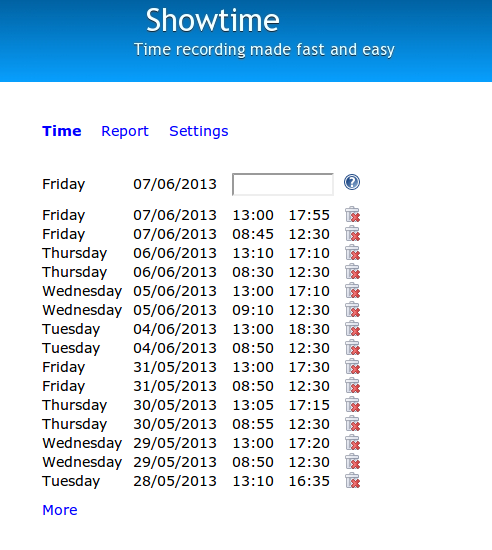 Showtime
Time recording made fast and easy
Time Report Settings
Friday 07/06/2013 ?
Friday 07/06/2013 13:00 17:55
Friday 07/06/2013 08:45 12:30
Thursday 06/06/2013 13:10 17:10
Thursday 06/06/2013 08:30 12:30
Wednesday 05/06/2013 13:00 17:10
Wednesday 05/06/2013 09:10 12:30
Tuesday 04/06/2013 13:00 18:30
Tuesday 04/06/2013 08:50 12:30
Friday 31/05/2013 13:00 17:30
Friday 31/05/2013 08:50 12:30
Thursday 30/05/2013 13:05 17:15
Thursday 30/05/2013 08:55 12:30
Wednesday 29/05/2013 13:00 17:20
Wednesday 29/05/2013 08:50 12:30
Tuesday 28/05/2013 13:10 16:35
More